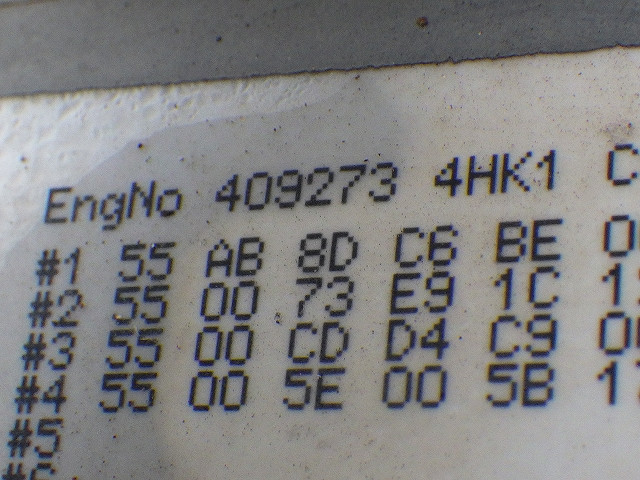 EngNo 409273 4HK1 C
#1 55 AB 8D C6 BE
#2 55 00 73 E9 1C
#3 55 00 CD D4 C9
#4 55 00 5E 00 5B
#5